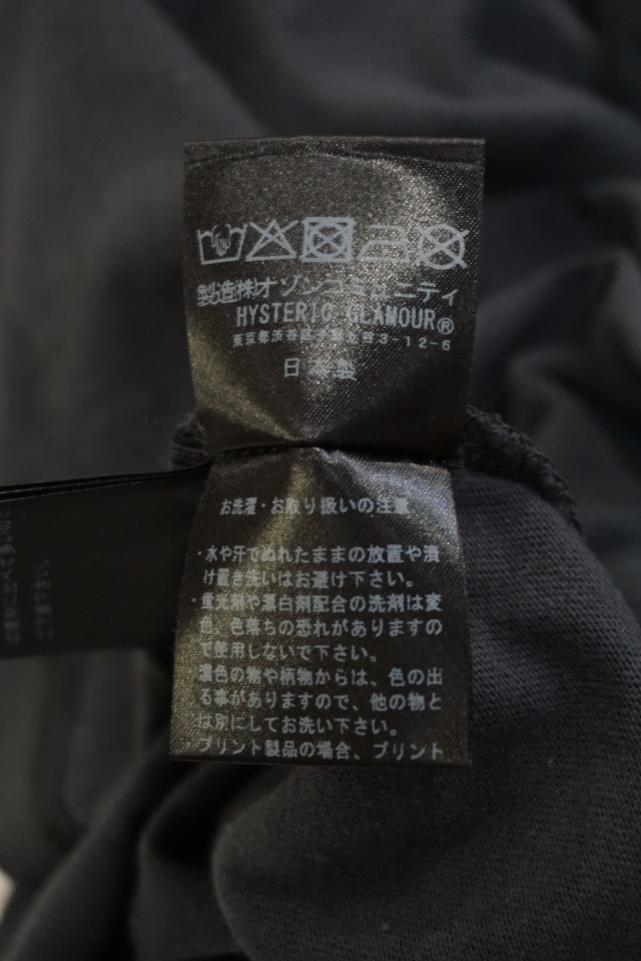 製造㈱オゾンコミュニティ
HYSTERIC GLAMOUR®
東京都渋谷区千駄ヶ谷3-12-6
日本製
お洗濯・お取り扱いの注意
・水や汗でぬれたままの放置や漬
け置き洗いはお避け下さい。
・蛍光剤や漂白剤配合の洗剤は変
色、色落ちの恐れがありますの
で使用しないで下さい。
濃色の物や柄物からは、色の出
る事がありますので、他の物と
は別にしてお洗い下さい。
プリント製品の場合、プリント
ご了承下さい。